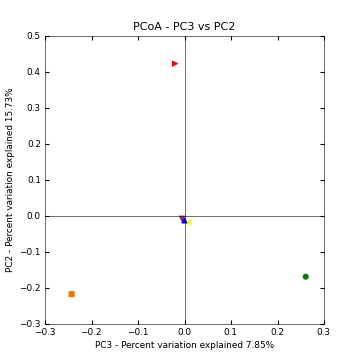 PCoA - PC3 vs PC2
0.5
0.4
0.3
0.2
0.1
0.0
−0.1
−0.2
−0.3
PC2 - Percent variation explained 15.73%
−0.3 −0.2 −0.1 0.0 0.1 0.2 0.3
PC3 - Percent variation explained 7.85%